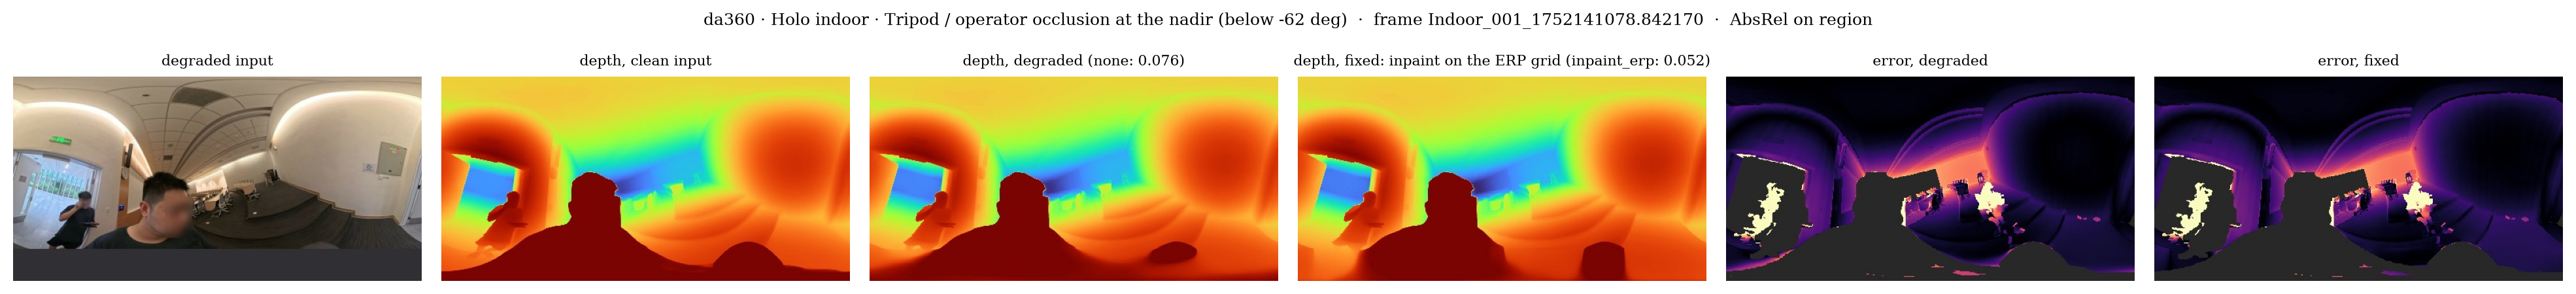 da360 · Holo indoor · Tripod / operator occlusion at the nadir (below -62 deg) · frame Indoor_001_1752141078.842170 · AbsRel on region
degraded input
depth, clean input
depth, degraded (none: 0.076)
depth, fixed: inpaint on the ERP grid (inpaint_erp: 0.052)
error, degraded
error, fixed